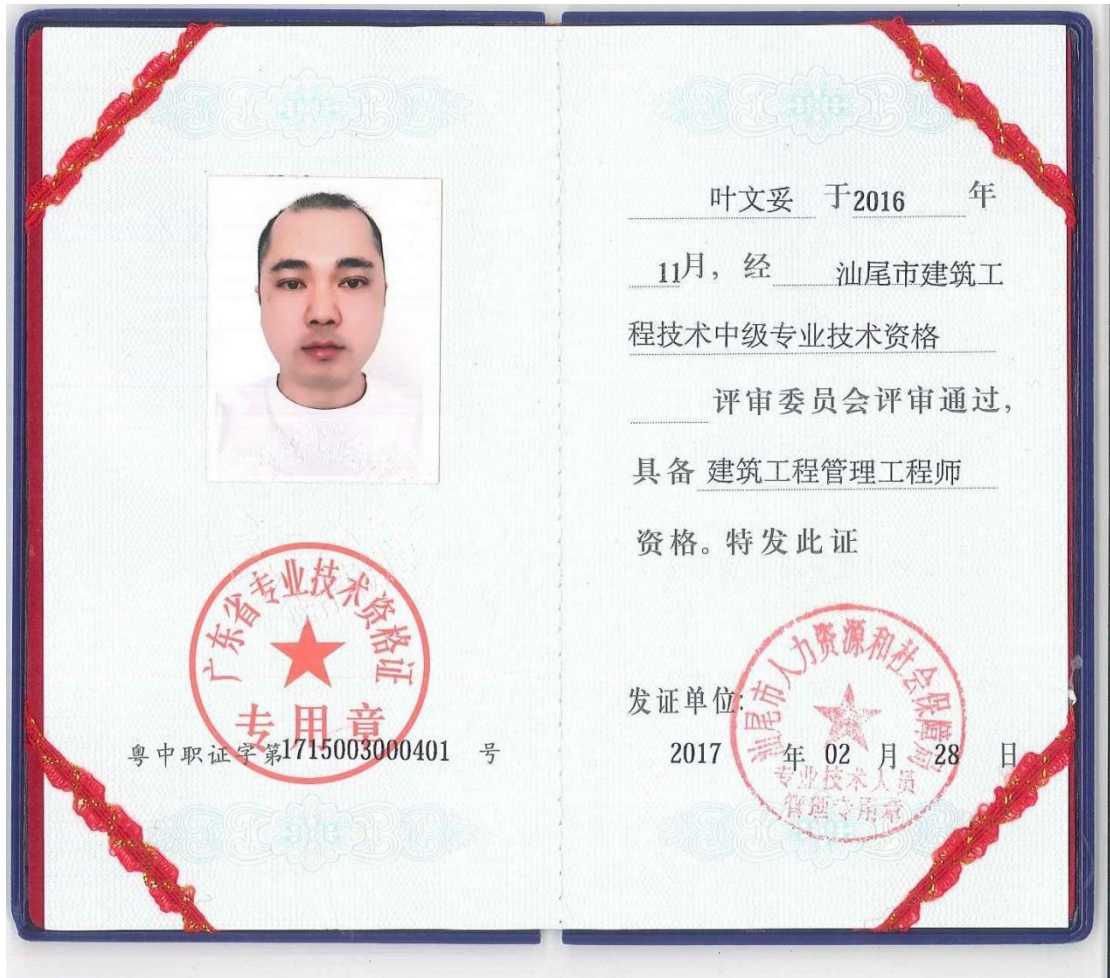 广东省专业技术资格证
专用章
粤中职证字第1715003000401 号
叶文妥 于2016 年
11月，经 汕尾市建筑工
程技术中级专业技术资格
评审委员会评审通过，
具备 建筑工程管理工程师
资格。特发此证
汕尾市人力资源和社会保障局
发证单位：
2017 年 02 月 28 日
专业技术人员
管理专用章